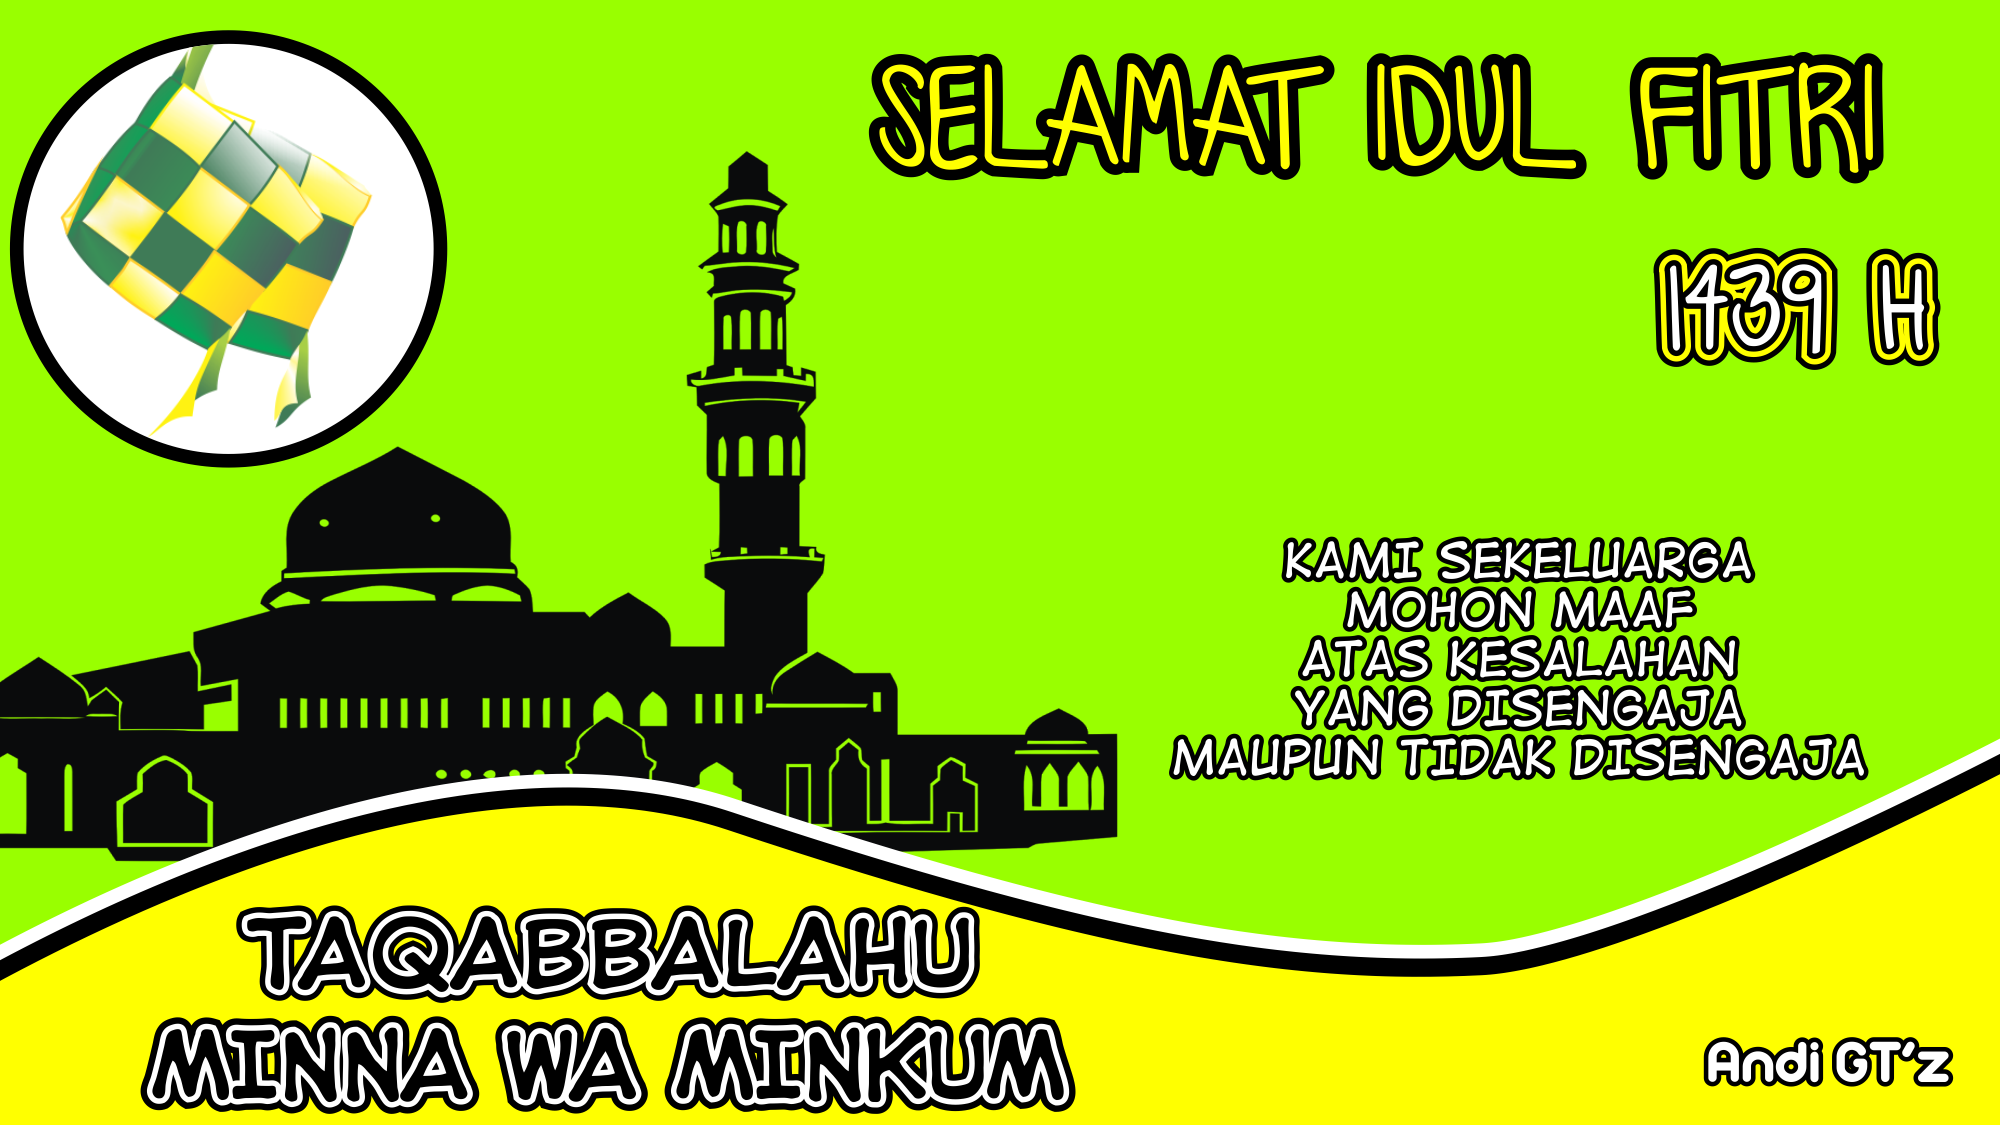 SELAMAT IDUL FITRI
1439 H
KAMI SEKELUARGA
MOHON MAAF
ATAS KESALAHAN
YANG DISENGAJA
MAUPUN TIDAK DISENGAJA
TAQABBALAHU
MINNA WA MINKUM
Andi GT'z